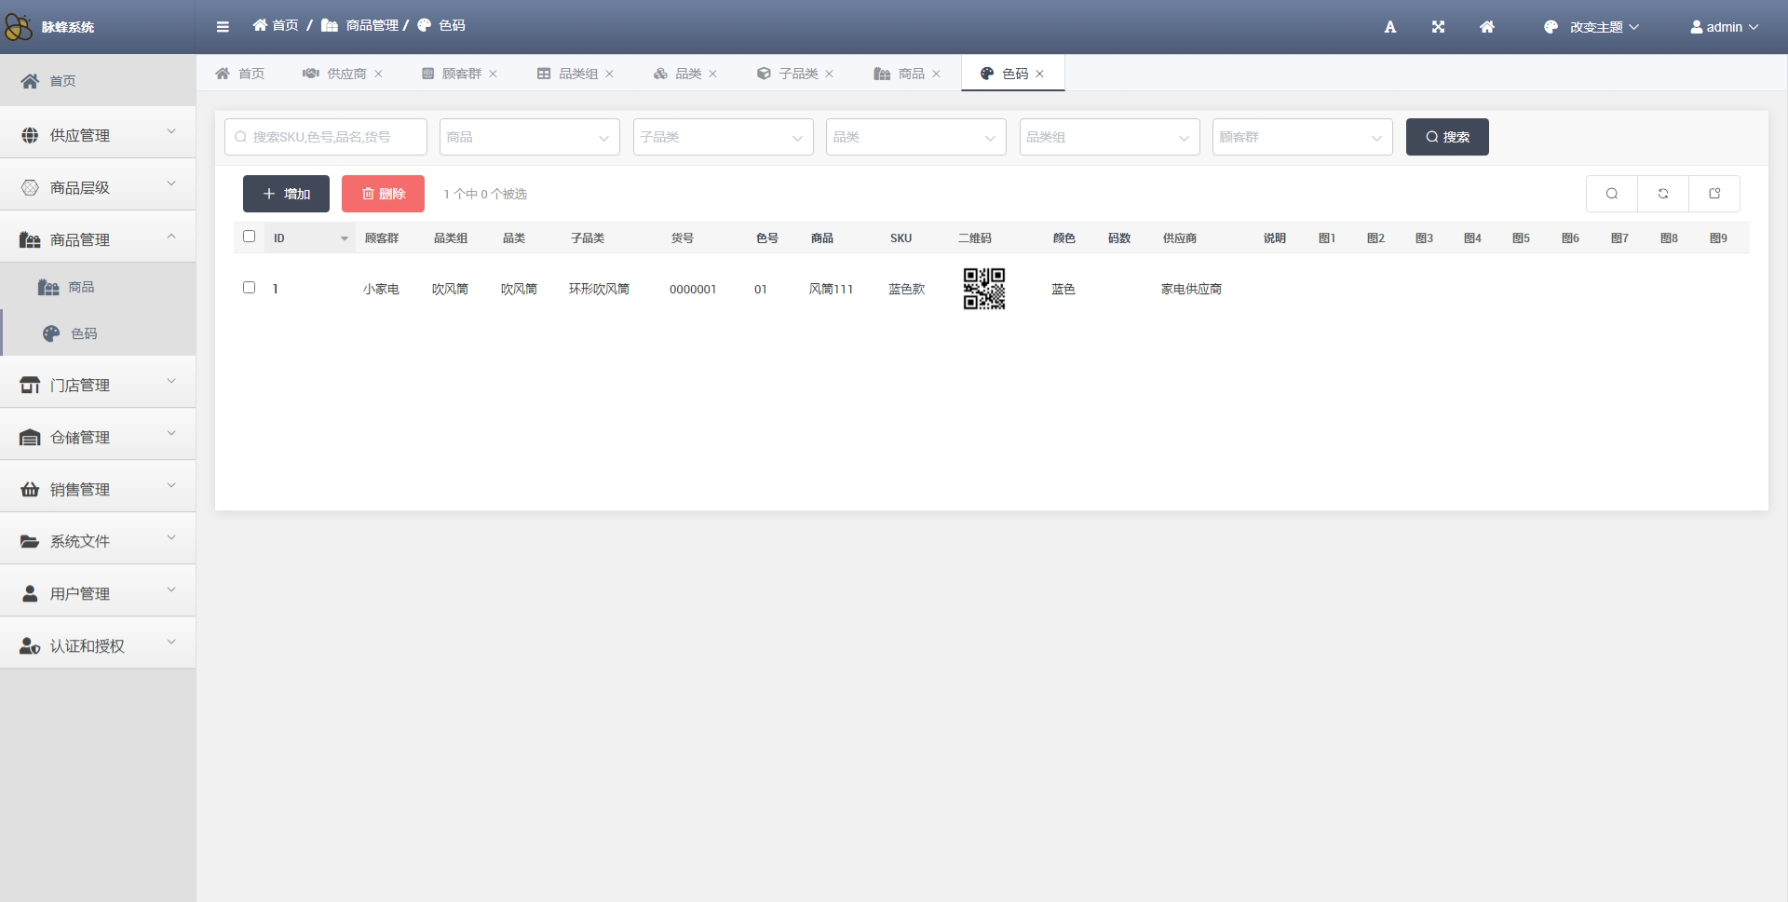 脉蜂系统
首页 / 商品管理 / 色码
A
改变主题
admin
首页
供应管理
商品层级
商品管理
商品
色码
门店管理
仓储管理
销售管理
系统文件
用户管理
认证和授权
首页 供应商 × 顾客群 × 品类组 × 品类 × 子品类 × 商品 × 色码 ×
搜索SKU,色号,品名,货号 商品 子品类 品类 品类组 顾客群 搜索
+ 增加 删除 1 个中 0 个被选
ID 顾客群 品类组 品类 子品类 货号 色号 商品 SKU 二维码 颜色 码数 供应商 说明 图1 图2 图3 图4 图5 图6 图7 图8 图9
1 小家电 吹风筒 吹风筒 环形吹风筒 0000001 01 风筒111 蓝色款 蓝色 家电供应商